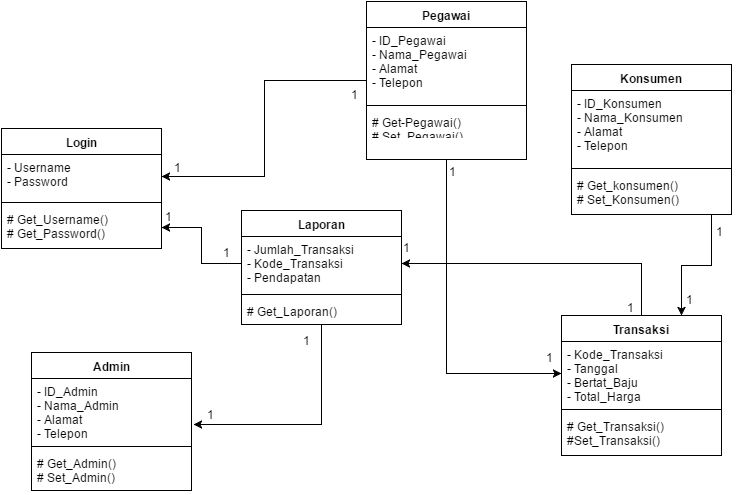 Pegawai
- ID_Pegawai
- Nama_Pegawai
- Alamat
- Telepon
# Get-Pegawai()
# Set_Pegawai()
1
1
Konsumen
- ID_Konsumen
- Nama_Konsumen
- Alamat
- Telepon
# Get_konsumen()
# Set_Konsumen()
1
1
Login
- Username
- Password
# Get_Username()
# Get_Password()
1
1
Laporan
- Jumlah_Transaksi
- Kode_Transaksi
- Pendapatan
# Get_Laporan()
1
1
1
Transaksi
- Kode_Transaksi
- Tanggal
- Bertat_Baju
- Total_Harga
# Get_Transaksi()
#Set_Transaksi()
1
1
Admin
- ID_Admin
- Nama_Admin
- Alamat
- Telepon
# Get_Admin()
# Set_Admin()
1